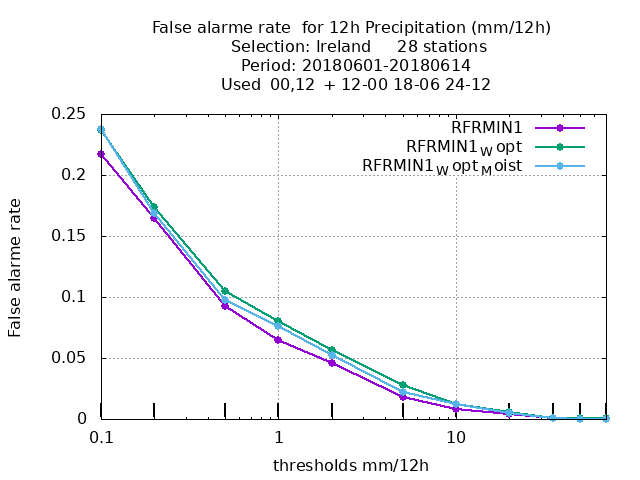 False alarme rate  for 12h Precipitation (mm/12h)
Selection: Ireland     28 stations
Period: 20180601-20180614
Used  00,12  + 12-00 18-06 24-12
RFRMIN1
RFRMIN1W opt
RFRMIN1W optM oist
0.25
0.2
0.15
0.1
0.05
0
False alarme rate
0.1 1 10
thresholds mm/12h